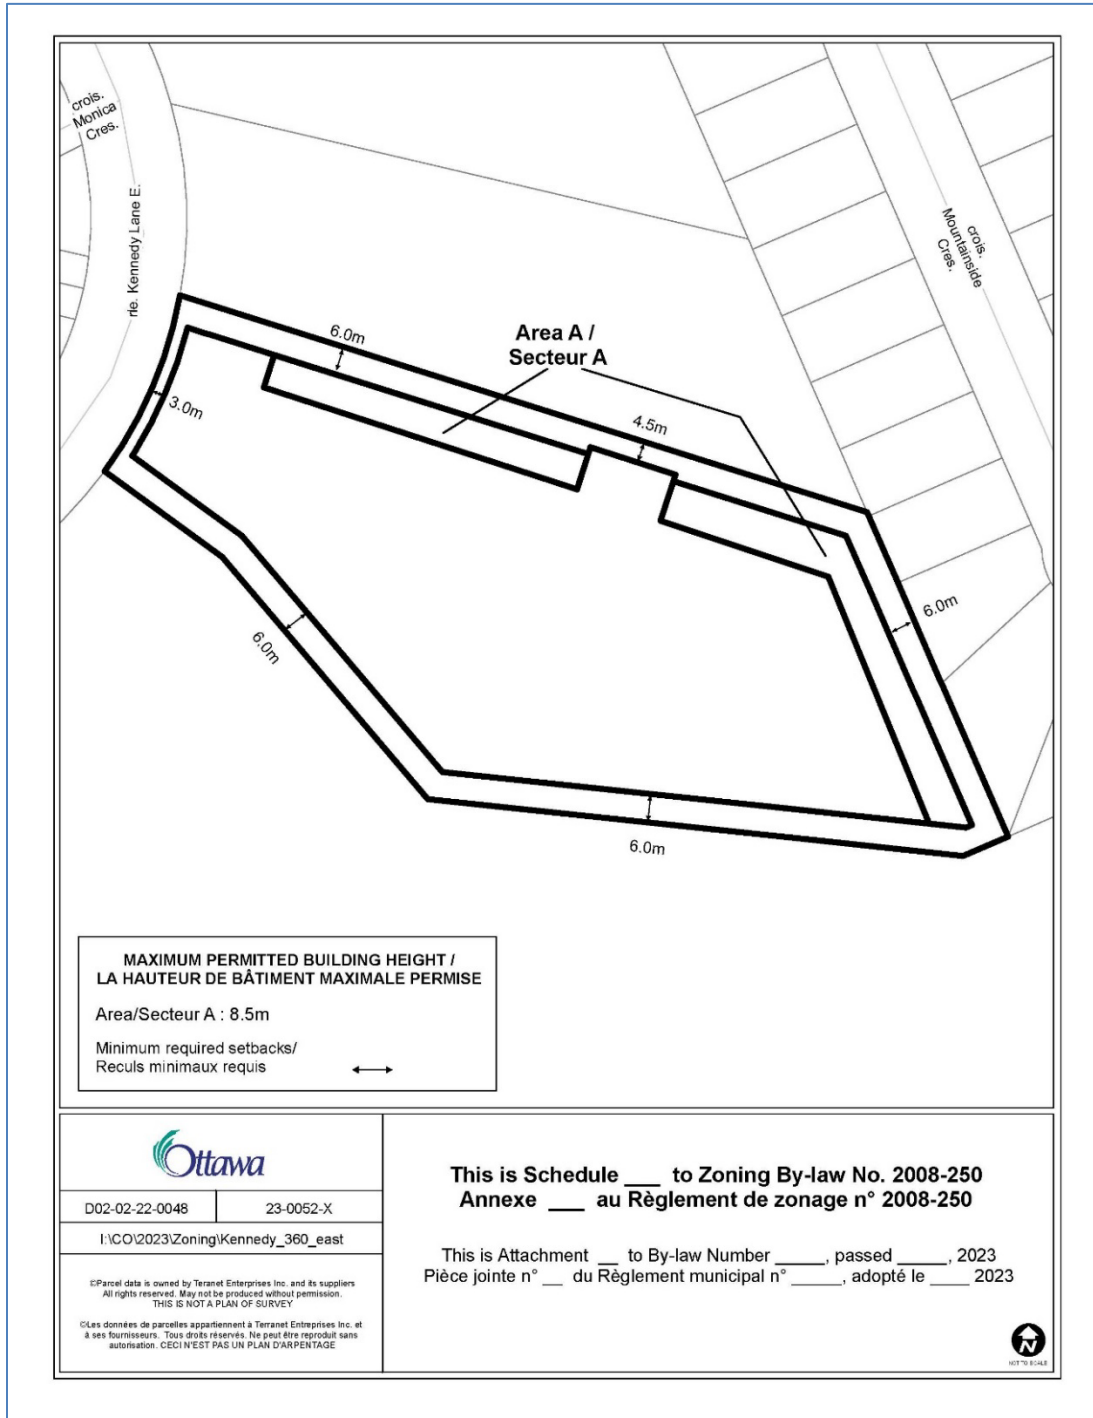 crois.
Monica
Cres.
rle. Kennedy Lane E.
crois.
Mountainside
Cres.
6.0m
Area A /
Secteur A
3.0m
4.5m
6.0m
6.0m
6.0m
MAXIMUM PERMITTED BUILDING HEIGHT /
LA HAUTEUR DE BÂTIMENT MAXIMALE PERMISE
Area/Secteur A : 8.5m
Minimum required setbacks/
Reculs minimaux requis
Ottawa
D02-02-22-0048
23-0052-X
I:\CO\2023\Zoning\Kennedy_360_east
©Parcel data is owned by Teranet Enterprises Inc. and its suppliers
All rights reserved. May not be produced without permission.
THIS IS NOT A PLAN OF SURVEY
©Les données de parcelles appartiennent à Terranet Entreprises Inc. et
à ses fournisseurs. Tous droits réservés. Ne peut être reproduit sans
autorisation. CECI N'EST PAS UN PLAN D'ARPENTAGE
This is Schedule ___ to Zoning By-law No. 2008-250
Annexe ___ au Règlement de zonage n° 2008-250
This is Attachment __ to By-law Number _____, passed _____, 2023
Pièce jointe n° __ du Règlement municipal n° _____, adopté le ____ 2023
N
NOT TO SCALE